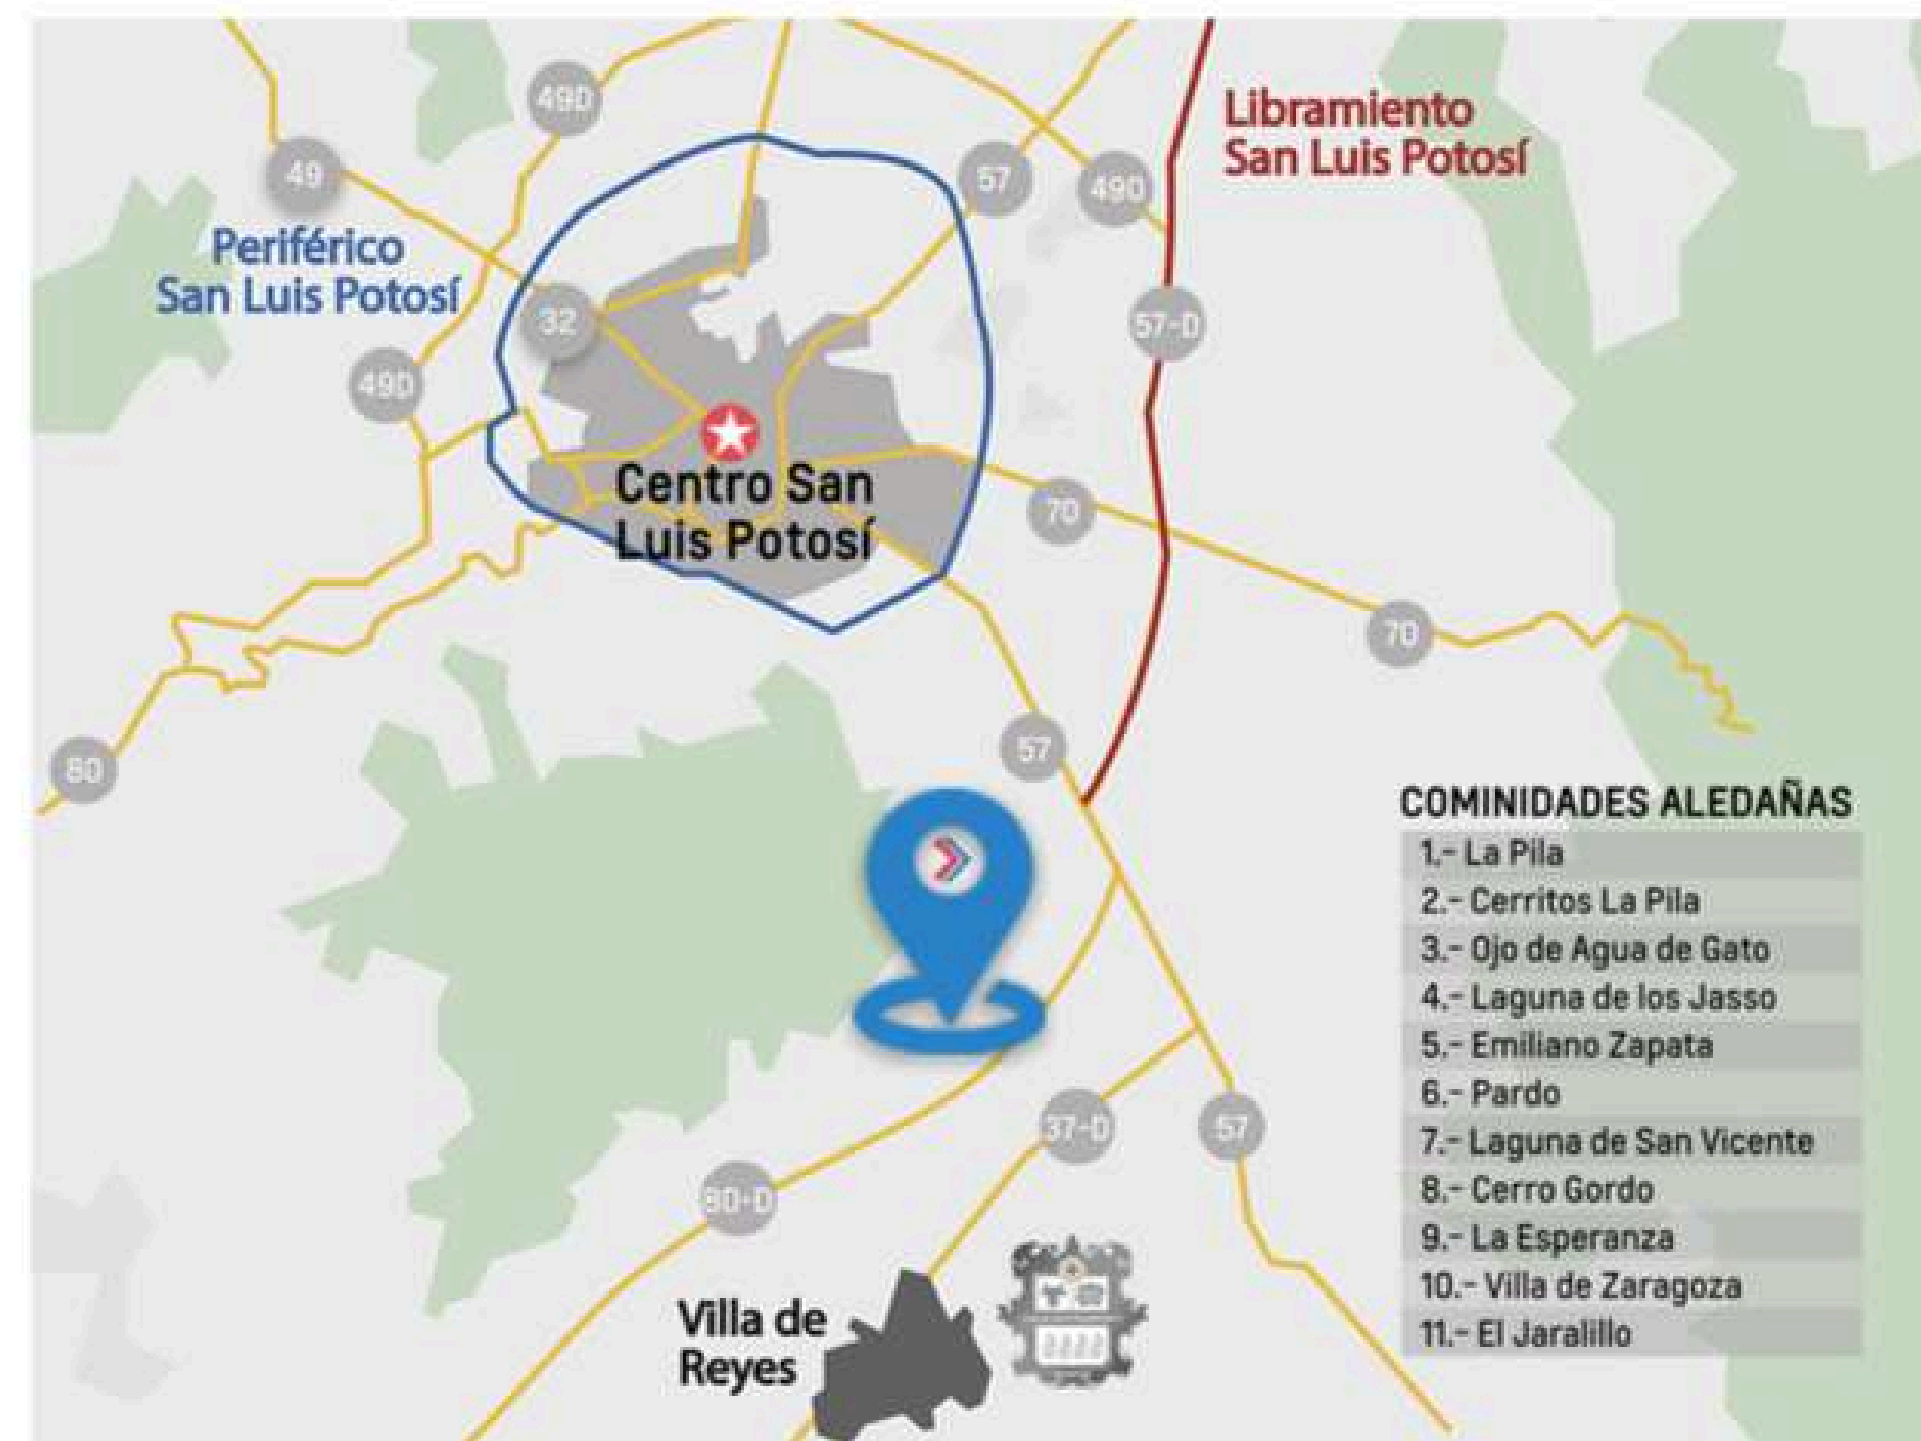 49D
Libramiento
San Luis Potosí
49
57
49D
Periférico
San Luis Potosí
32
57-D
49D
Centro San
Luis Potosí
70
70
57
80
COMINIDADES ALEDAÑAS
1.- La Pila
2.- Cerritos La Pila
3.- Ojo de Agua de Gato
4.- Laguna de los Jasso
5.- Emiliano Zapata
6.- Pardo
7.- Laguna de San Vicente
8.- Cerro Gordo
9.- La Esperanza
10.- Villa de Zaragoza
11.- El Jaralillo
37-D
57
80-D
Villa de
Reyes